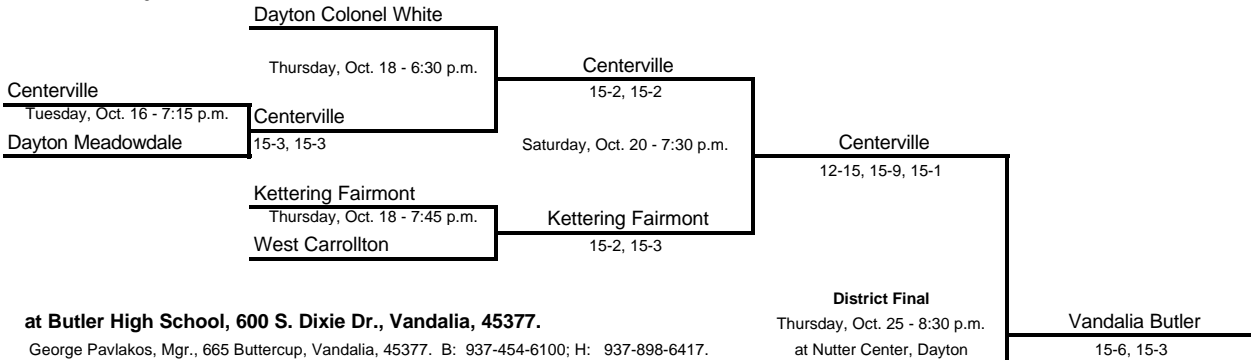 Dayton Colonel White
Thursday, Oct. 18 - 6:30 p.m.
Centerville
Centerville
15-2, 15-2
Tuesday, Oct. 16 - 7:15 p.m.
Centerville
Dayton Meadowdale
15-3, 15-3
Saturday, Oct. 20 - 7:30 p.m.
Centerville
12-15, 15-9, 15-1
Kettering Fairmont
Thursday, Oct. 18 - 7:45 p.m.
Kettering Fairmont
West Carrollton
15-2, 15-3
District Final
at Butler High School, 600 S. Dixie Dr., Vandalia, 45377.
Thursday, Oct. 25 - 8:30 p.m.
Vandalia Butler
George Pavlakos, Mgr., 665 Buttercup, Vandalia, 45377. B: 937-454-6100; H: 937-898-6417.
at Nutter Center, Dayton
15-6, 15-3